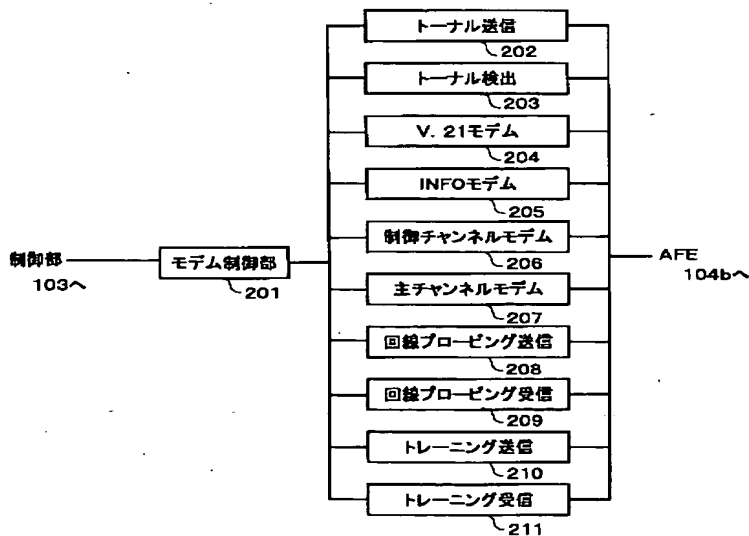 トーナル送信
202
トーナル検出
203
V. 21モデム
204
INFOモデム
205
制御部
103へ
モデム制御部
201
制御チャンネルモデム
206
AFE
104bへ
主チャンネルモデム
207
回線プロービング送信
208
回線プロービング受信
209
トレーニング送信
210
トレーニング受信
211